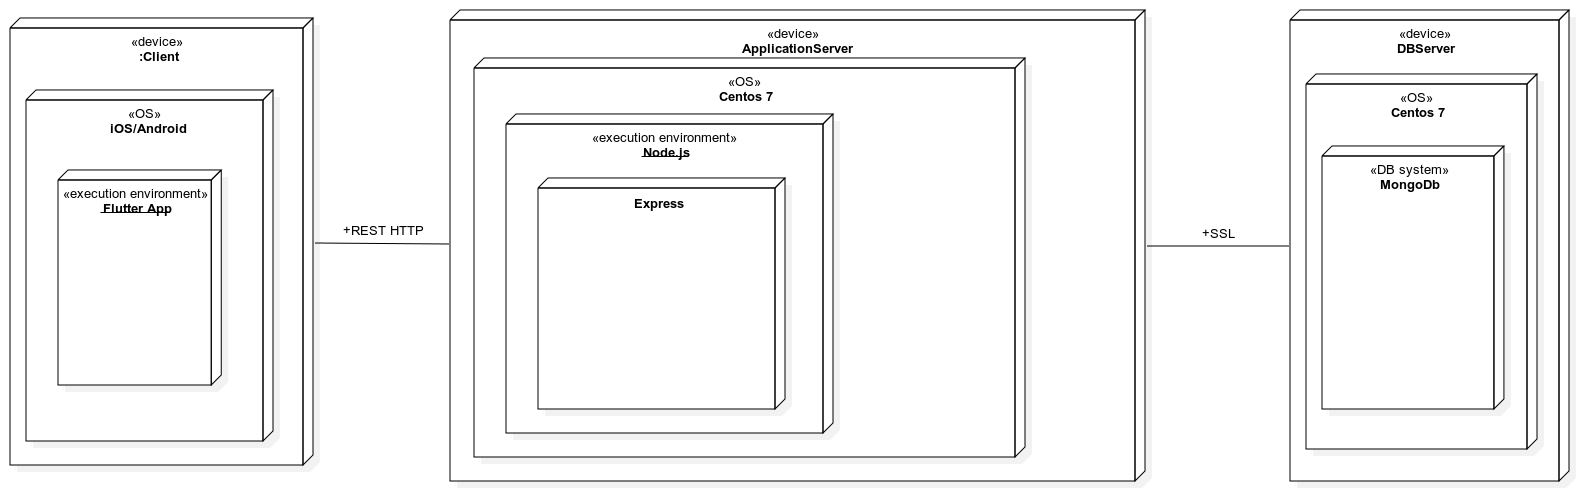 «device»
:Client
«OS»
iOS/Android
«execution environment»
Flutter App
+REST HTTP
«device»
ApplicationServer
«OS»
Centos 7
«execution environment»
Node.js
Express
+SSL
«device»
DBServer
«OS»
Centos 7
«DB system»
MongoDb